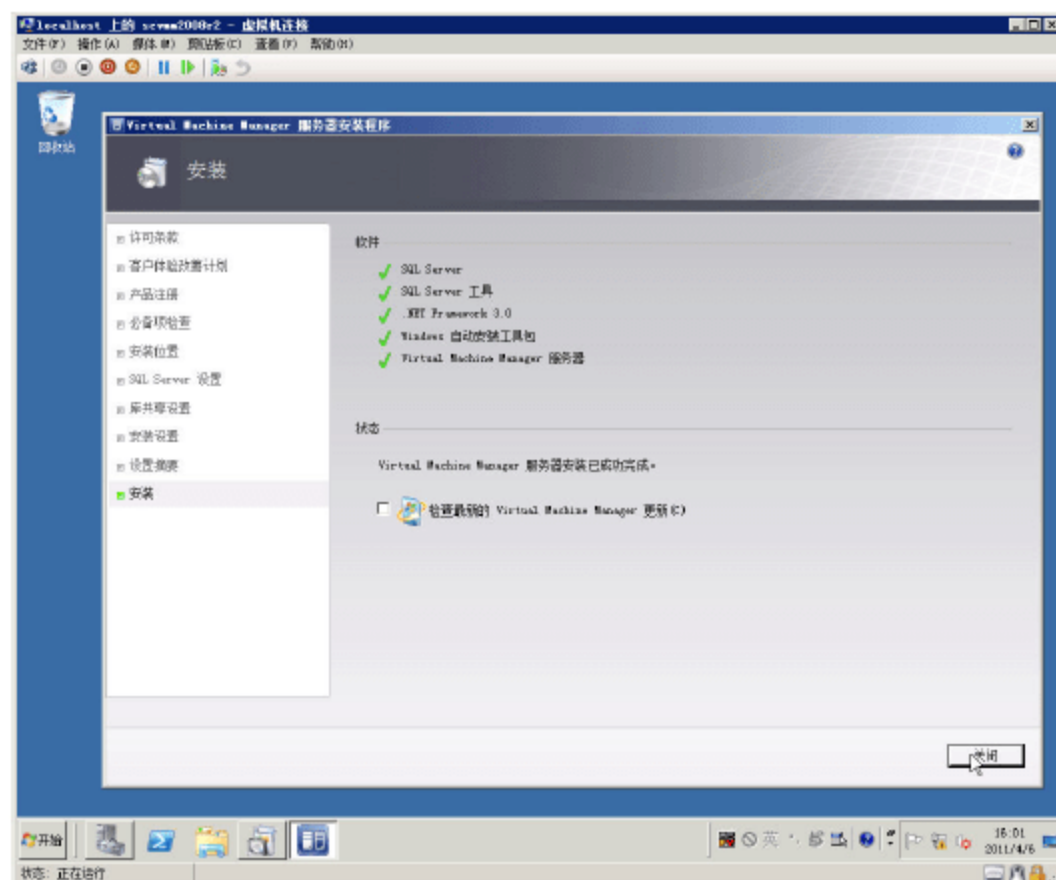 localhost 上的 scvmm2008r2 - 虚拟机连接
文件(F) 操作(A) 媒体(M) 剪贴板(C) 查看(V) 帮助(H)
回收站
Virtual Machine Manager 服务器安装程序
安装
许可条款
客户体验改善计划
产品注册
必备项检查
安装位置
SQL Server 设置
库共享设置
安装设置
设置摘要
安装
软件
SQL Server
SQL Server 工具
.NET Framework 3.0
Windows 自动安装工具包
Virtual Machine Manager 服务器
状态
Virtual Machine Manager 服务器安装已成功完成。
检查最新的 Virtual Machine Manager 更新(C)
关闭
开始
英
16:01
2011/4/6
状态: 正在运行